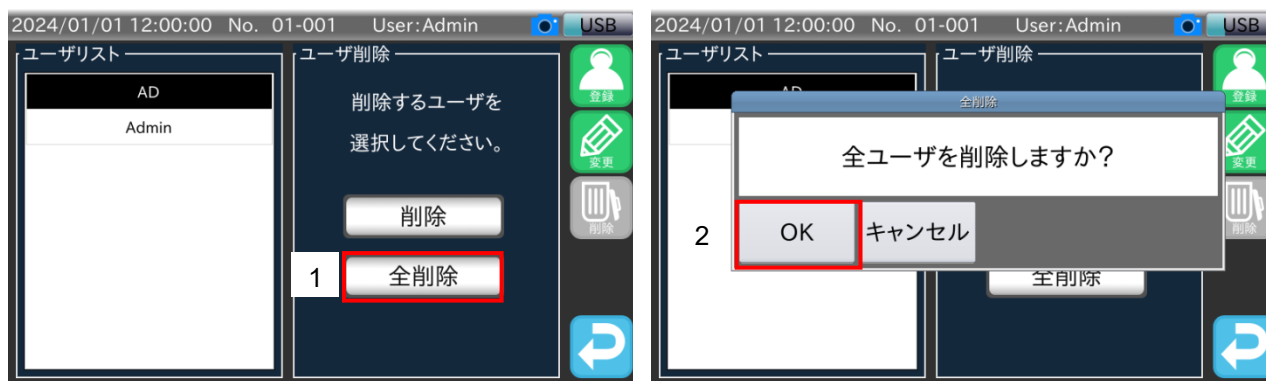 2024/01/01 12:00:00 No. 01-001 User:Admin USB
ユーザリスト
AD
Admin
ユーザ削除
削除するユーザを
選択してください。
削除
1
全削除
登録
変更
削除
2024/01/01 12:00:00 No. 01-001 User:Admin USB
ユーザリスト
ユーザ削除
全削除
全ユーザを削除しますか?
2
OK
キャンセル
全削除
登録
変更
削除